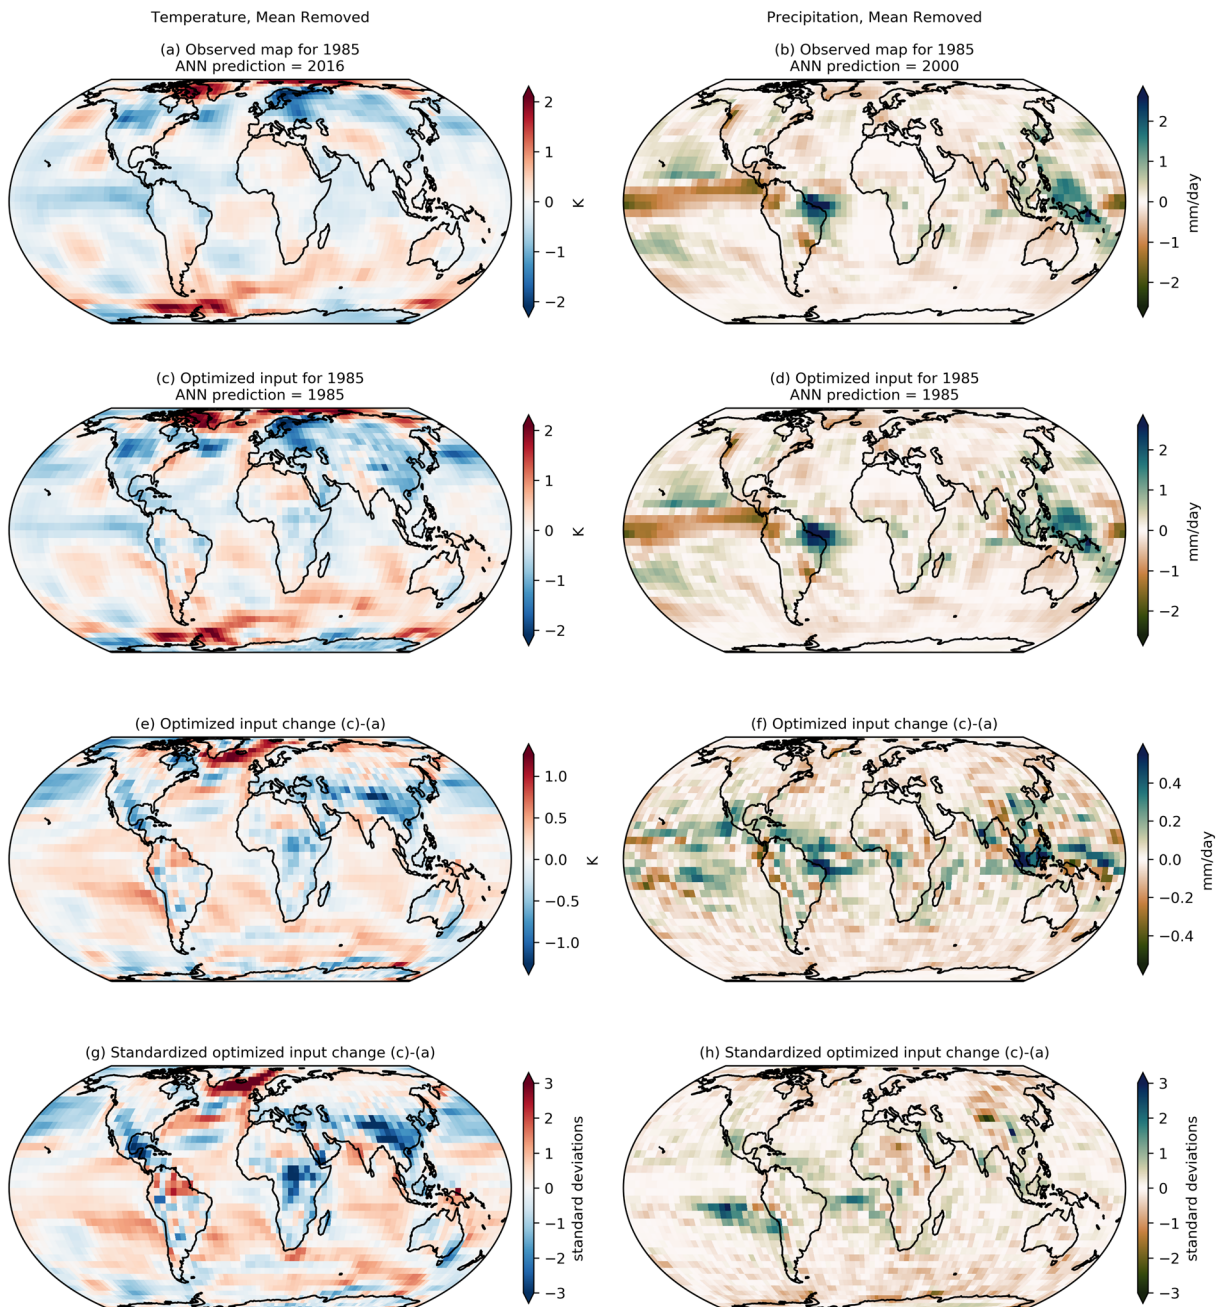 Temperature, Mean Removed
Precipitation, Mean Removed
(a) Observed map for 1985
ANN prediction = 2016
2
1
0
−1
−2
K
(b) Observed map for 1985
ANN prediction = 2000
2
1
0
−1
−2
mm/day
(c) Optimized input for 1985
ANN prediction = 1985
2
1
0
−1
−2
K
(d) Optimized input for 1985
ANN prediction = 1985
2
1
0
−1
−2
mm/day
(e) Optimized input change (c)-(a)
1.0
0.5
0.0
−0.5
−1.0
K
(f) Optimized input change (c)-(a)
0.4
0.2
0.0
−0.2
−0.4
mm/day
(g) Standardized optimized input change (c)-(a)
3
2
1
0
−1
−2
−3
standard deviations
(h) Standardized optimized input change (c)-(a)
3
2
1
0
−1
−2
−3
standard deviations